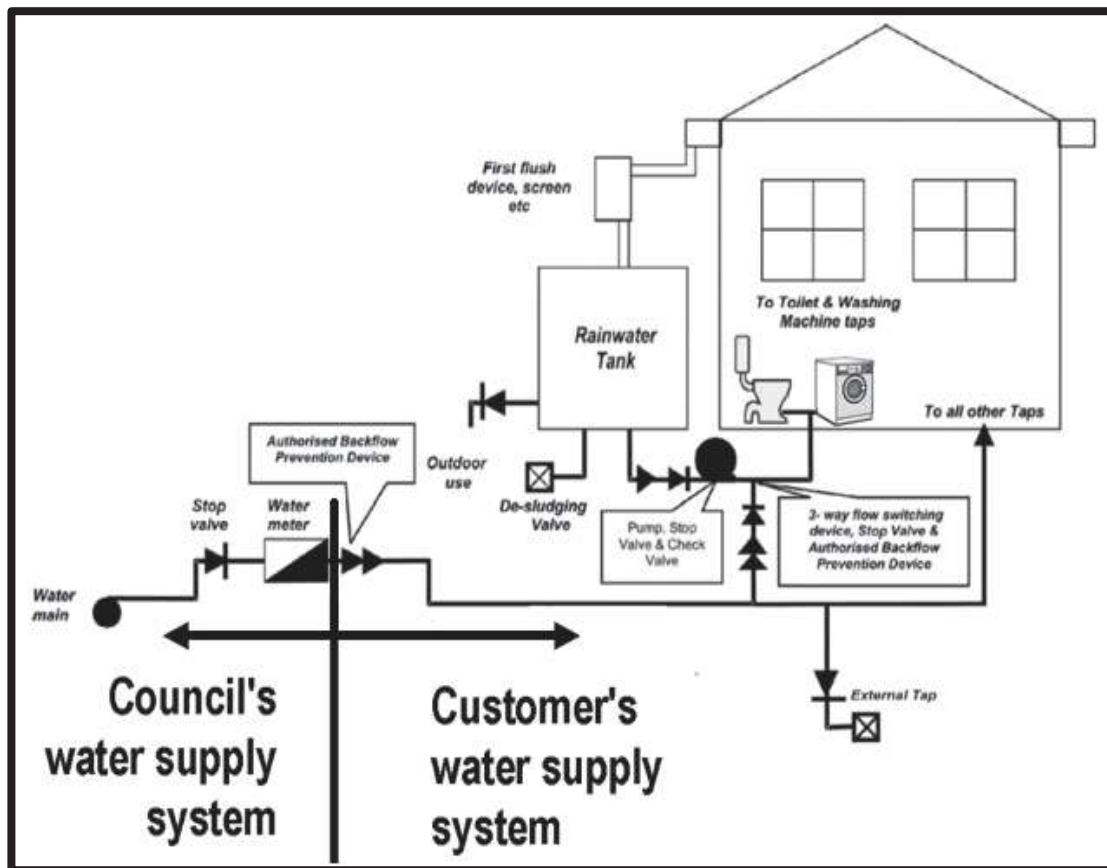 First flush
device, screen
etc
To Toilet & Washing
Machine taps
Rainwater
Tank
To all other Taps
Authorised Backflow
Prevention Device
Outdoor
use
De-sludging
Valve
Stop
valve
Water
meter
Pump, Stop
Valve & Check
Valve
3- way flow switching
device, Stop Valve &
Authorised Backflow
Prevention Device
Water
main
External Tap
Council's
water supply
system
Customer's
water supply
system